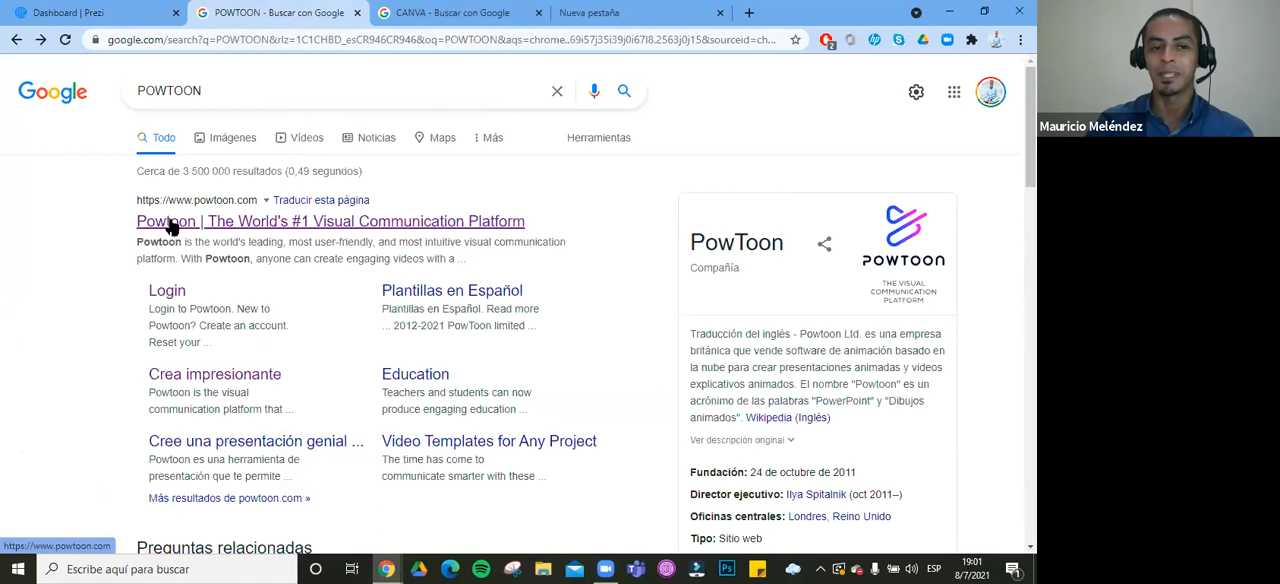 Dashboard | Prezi
POWTOON - Buscar con Google
CANVA - Buscar con Google
Nueva pestaña
google.com/search?q=POWTOON&rlz=1C1CHBD_esCR946CR946&oq=POWTOON&aqs=chrome..69i57j35i39j0i67l8.2563j0j15&sourceid=ch...
2
Mauricio Meléndez
Google
POWTOON
Todo
Imágenes
Vídeos
Noticias
Maps
Más
Herramientas
Cerca de 3 500 000 resultados (0,49 segundos)
https://www.powtoon.com Traducir esta página
Powtoon | The World's #1 Visual Communication Platform
Powtoon is the world's leading, most user-friendly, and most intuitive visual communication
platform. With Powtoon, anyone can create engaging videos with a ...
Login
Login to Powtoon. New to
Powtoon? Create an account.
Reset your ...
Plantillas en Español
Plantillas en Español. Read more
... 2012-2021 PowToon limited ...
Crea impresionante
Powtoon is the visual
communication platform that ...
Education
Teachers and students can now
produce engaging education ...
Cree una presentación genial ...
Powtoon es una herramienta de
presentación que te permite ...
Video Templates for Any Project
The time has come to
communicate smarter with these ...
Más resultados de powtoon.com »
Preguntas relacionadas
PowToon
Compañía
POWTOON
THE VISUAL
COMMUNICATION
PLATFORM
Traducción del inglés - Powtoon Ltd. es una empresa
británica que vende software de animación basado en
la nube para crear presentaciones animadas y videos
explicativos animados. El nombre "Powtoon" es un
acrónimo de las palabras "PowerPoint" y "Dibujos
animados". Wikipedia (Inglés)
Ver descripción original
Fundación: 24 de octubre de 2011
Director ejecutivo: Ilya Spitalnik (oct 2011–)
Oficinas centrales: Londres, Reino Unido
Tipo: Sitio web
https://www.powtoon.com
Escribe aquí para buscar
ESP
19:01
8/7/2021
1